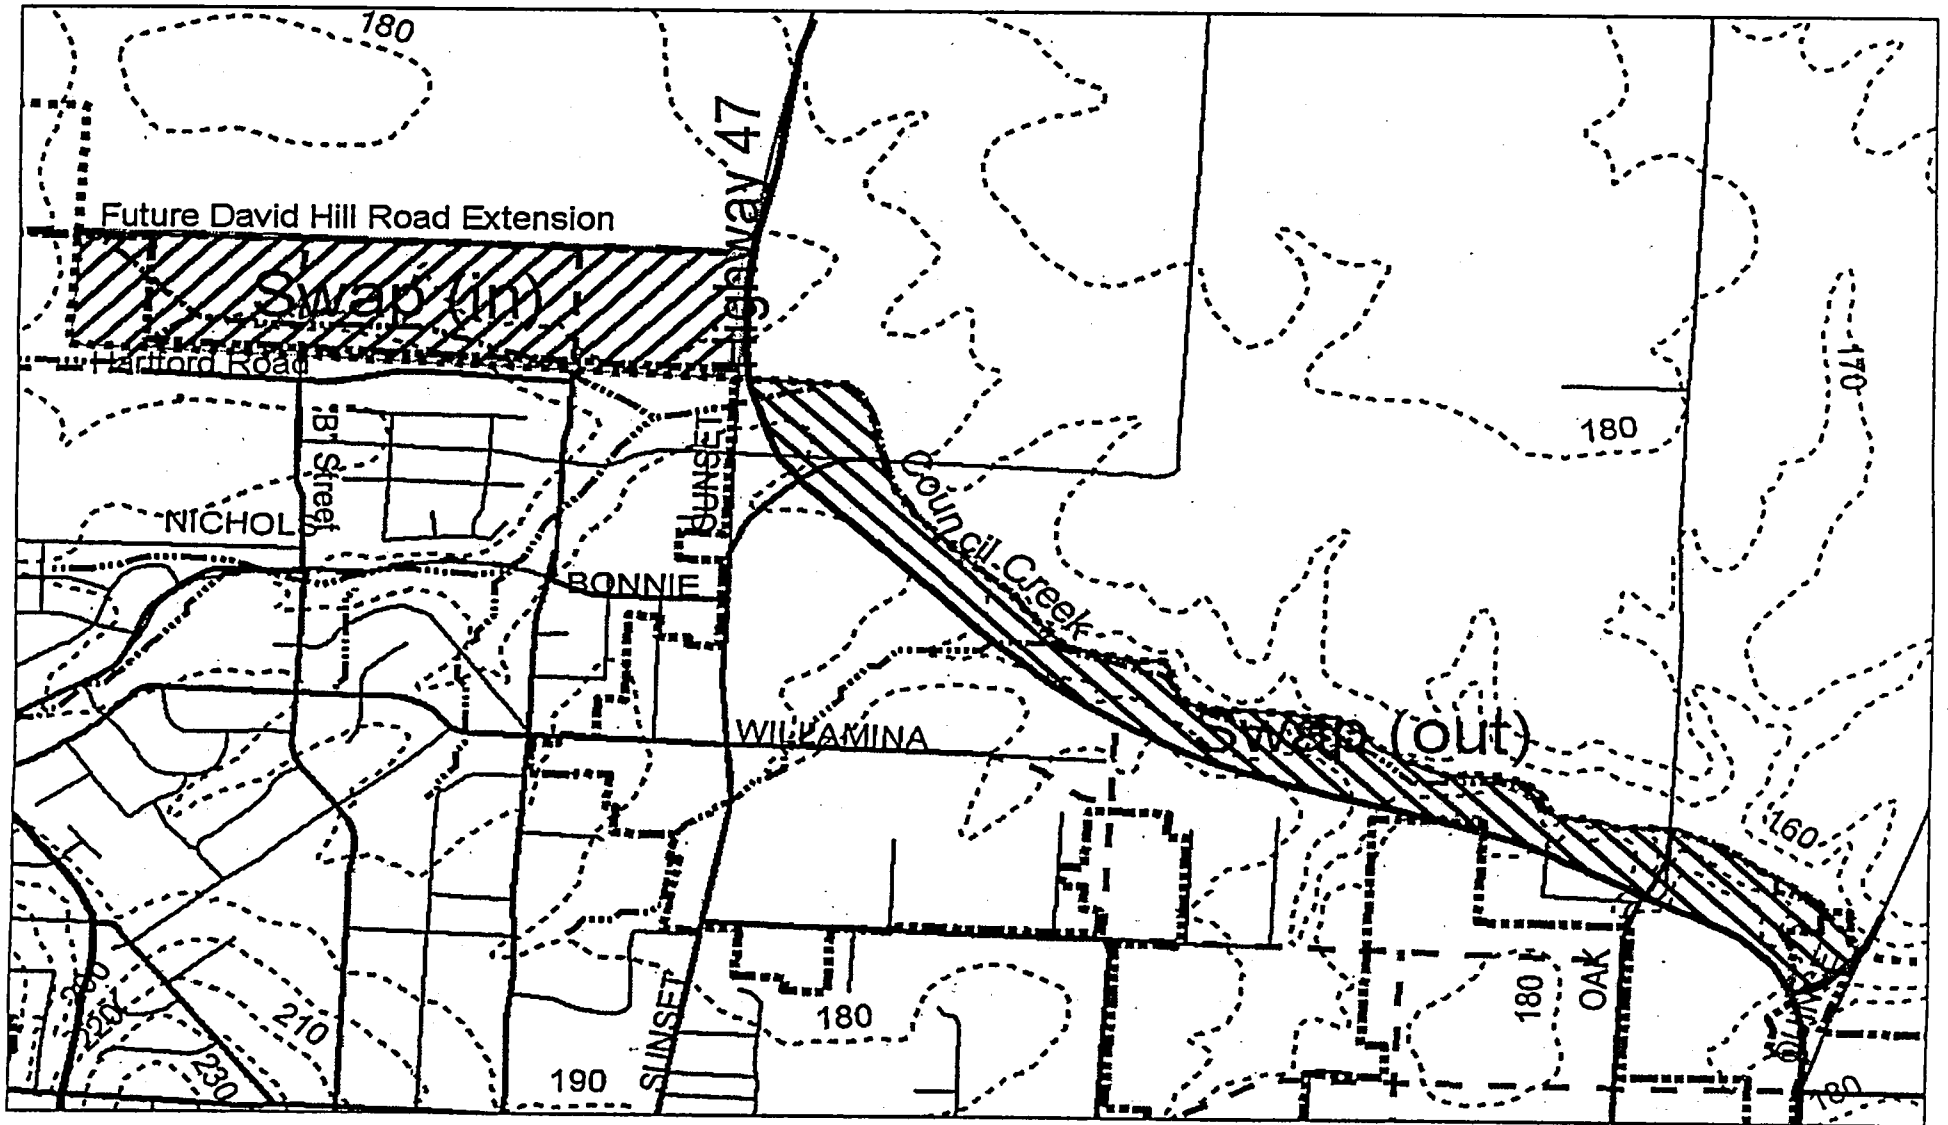 180
Highway 47
Future David Hill Road Extension
Swap (in)
Hartford Road
170
180
B' Street
SUNSET
Council Creek
NICHOLS
BONNIE
WILLAMINA
Swap (out)
160
OAK
180
180
210
220
230
190
SUNSET
180